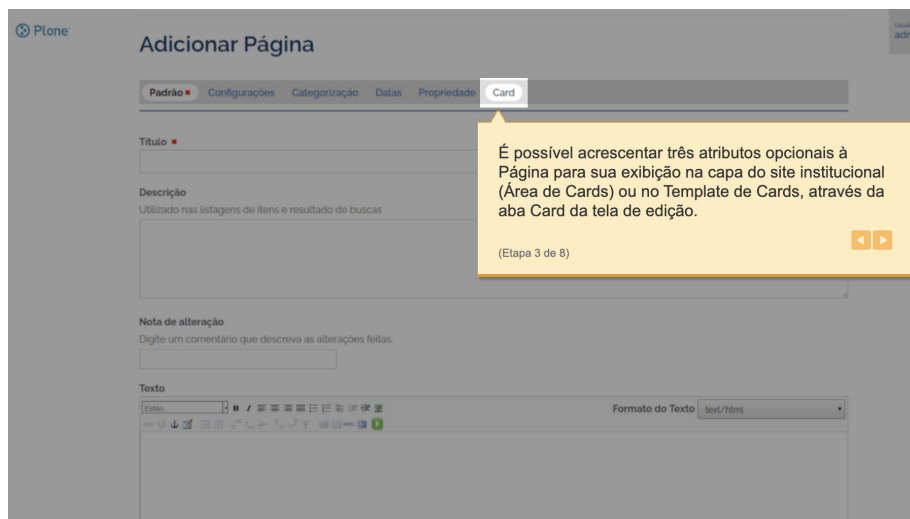 Plone
Usuá
adr
Adicionar Página
Padrão Configurações Categorização Datas Propriedade Card
Título
É possível acrescentar três atributos opcionais à
Página para sua exibição na capa do site institucional
(Área de Cards) ou no Template de Cards, através da
aba Card da tela de edição.
(Etapa 3 de 8)
Descrição
Utilizado nas listagens de itens e resultado de buscas
Nota de alteração
Digite um comentário que descreva as alterações feitas.
Texto
Estilo...
Formato do Texto text/html